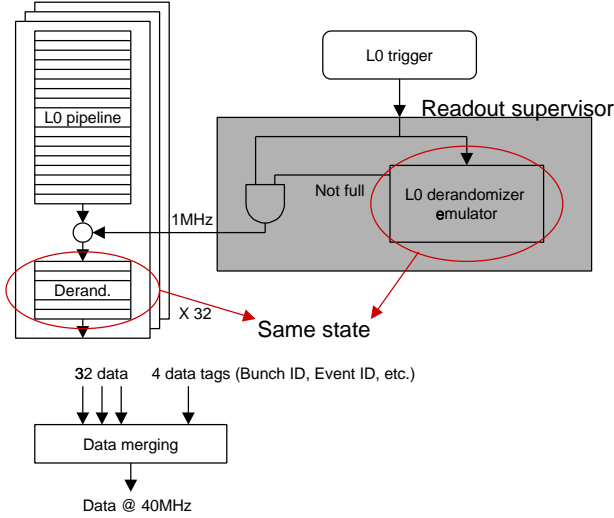 L0 trigger
Readout supervisor
L0 pipeline
Not full
L0 derandomizer
emulator
1MHz
Derand.
X 32
Same state
32 data
4 data tags (Bunch ID, Event ID, etc.)
Data merging
Data @ 40MHz